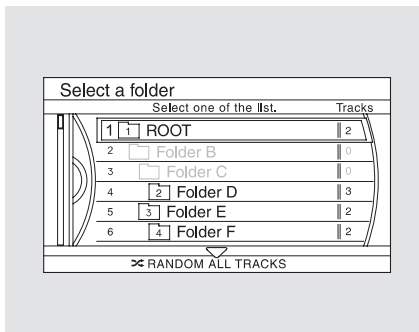 Select a folder
Select one of the list. Tracks
1 1 ROOT 2
2 Folder B 0
3 Folder C 0
4 2 Folder D 3
5 3 Folder E 2
6 4 Folder F 2
RANDOM ALL TRACKS